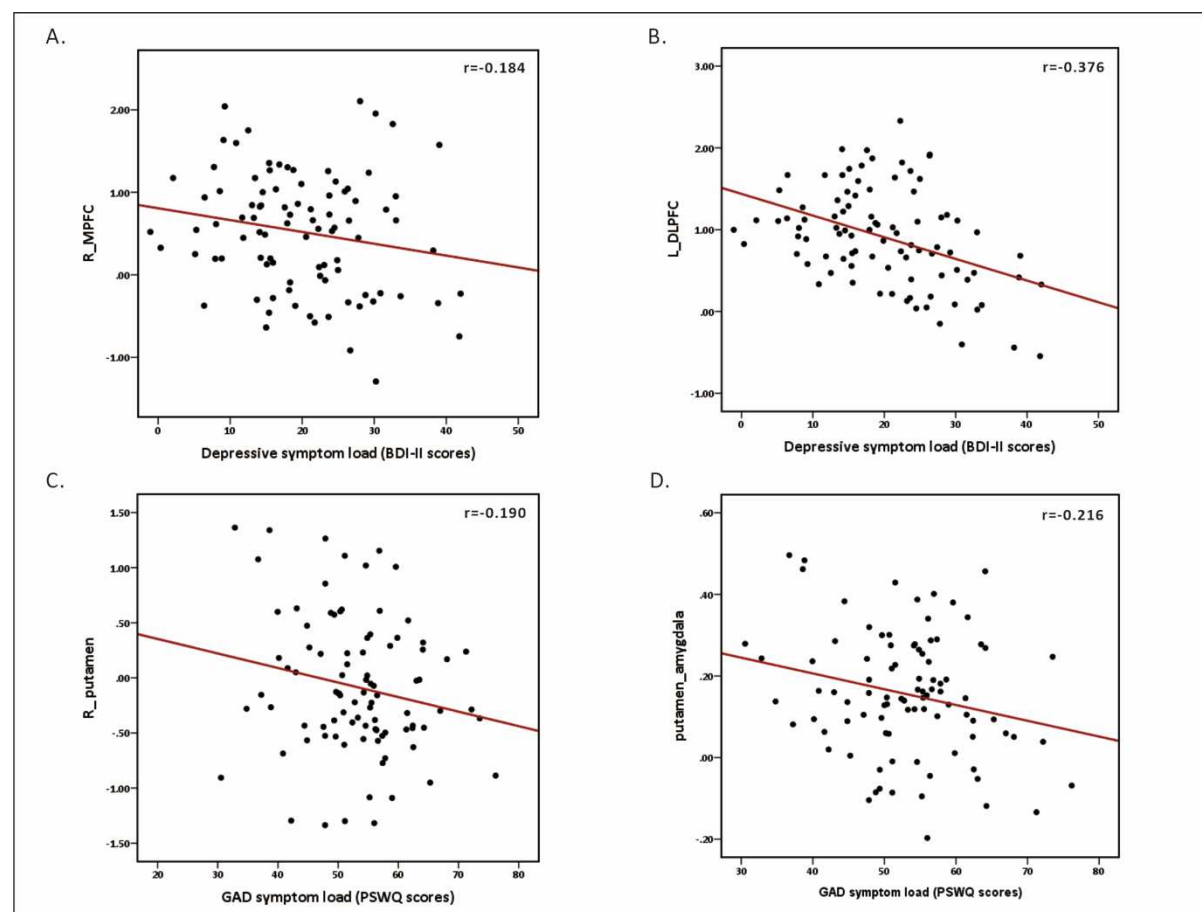 A.
r=-0.184
R_MPFC
2.00
1.00
.00
-1.00
0 10 20 30 40 50
Depressive symptom load (BDI-II scores)
B.
r=-0.376
L_DLPFC
3.00
2.00
1.00
.00
-1.00
0 10 20 30 40 50
Depressive symptom load (BDI-II scores)
C.
r=-0.190
R_putamen
1.50
1.00
.50
.00
-.50
-1.00
-1.50
20 30 40 50 60 70 80
GAD symptom load (PSWQ scores)
D.
r=-0.216
putamen_amygdala
.60
.40
.20
.00
-.20
30 40 50 60 70 80
GAD symptom load (PSWQ scores)